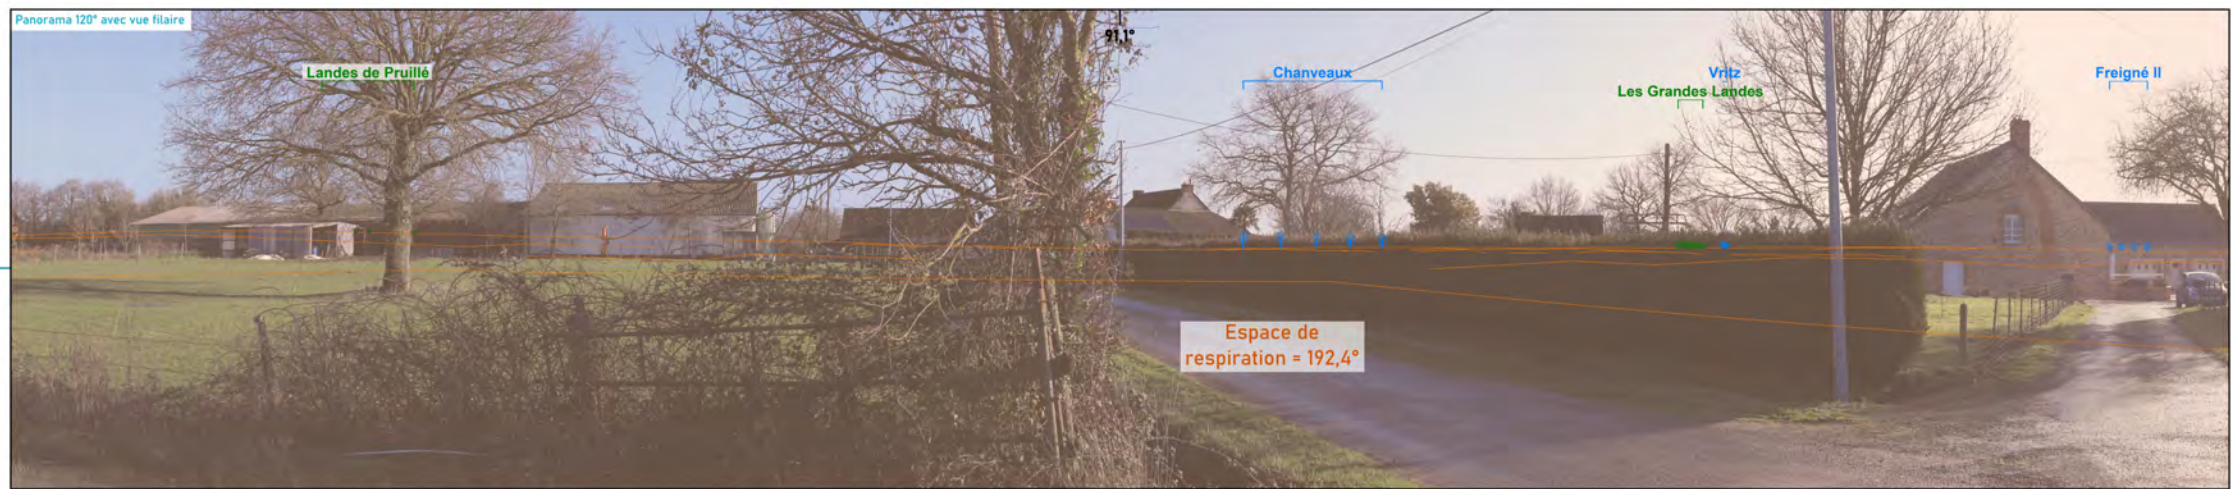 Panorama 120° avec vue filaire
91,1°
Landes de Pruillé
Chanveaux
Vritz
Freigné II
Les Grandes Landes
Espace de
respiration = 192,4°